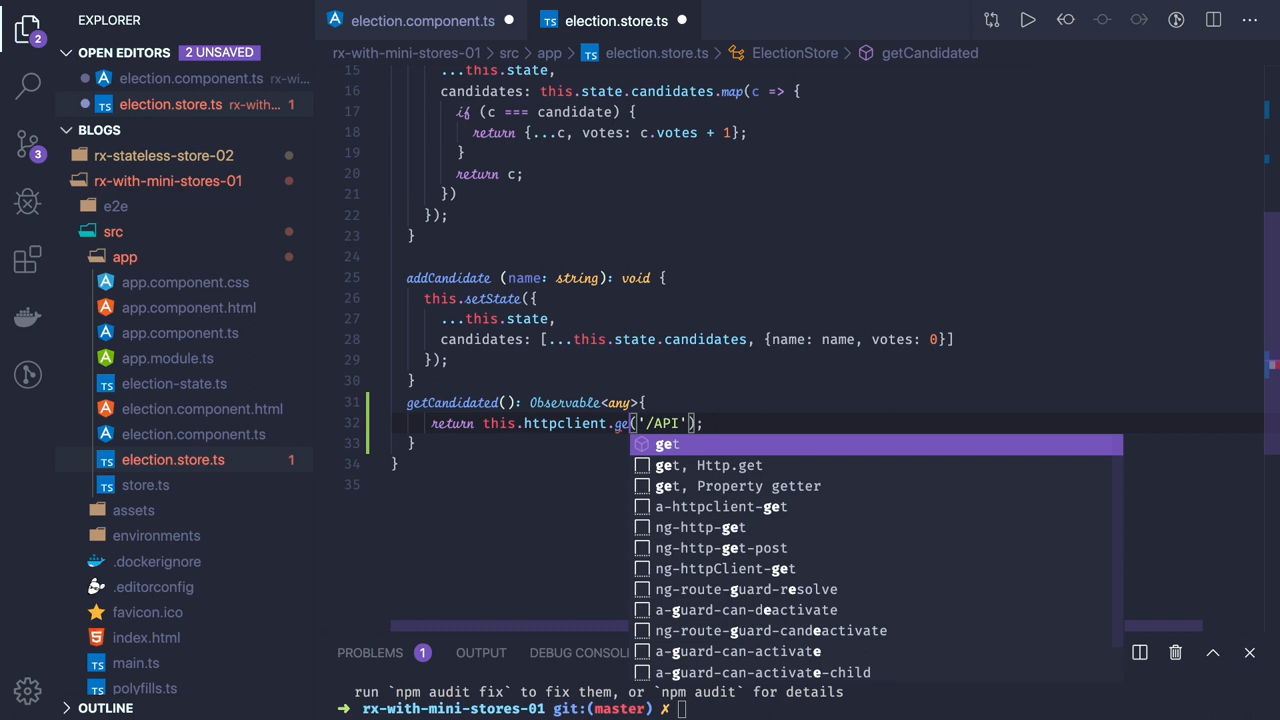 EXPLORER
OPEN EDITORS 2 UNSAVED
election.component.ts rx-wi...
election.store.ts rx-with... 1
BLOGS
rx-stateless-store-02
rx-with-mini-stores-01
e2e
src
app
app.component.css
app.component.html
app.component.ts
app.module.ts
election-state.ts
election.component.html
election.component.ts
election.store.ts 1
store.ts
assets
environments
.dockerignore
.editorconfig
favicon.ico
index.html
main.ts
polyfills.ts
OUTLINE
2
3
election.component.ts
election.store.ts
rx-with-mini-stores-01 > src > app > election.store.ts > ElectionStore > getCandidated
15 ...this.state,
16 candidates: this.state.candidates.map(c => {
17 if (c === candidate) {
18 return {...c, votes: c.votes + 1};
19 }
20 return c;
21 })
22 });
23 }
24
25 addCandidate (name: string): void {
26 this.setState({
27 ...this.state,
28 candidates: [...this.state.candidates, {name: name, votes: 0}]
29 });
30 }
31 getCandidated(): Observable<any>{
32 return this.httpclient.ge('/API');
33 }
34 }
35
get
get, Http.get
get, Property getter
a-httpclient-get
ng-http-get
ng-http-get-post
ng-httpClient-get
ng-route-guard-resolve
a-guard-can-deactivate
ng-route-guard-candeactivate
a-guard-can-activate
a-guard-can-activate-child
PROBLEMS 1 OUTPUT DEBUG CONSOL
run `npm audit fix` to fix them, or `npm audit` for details
➜ rx-with-mini-stores-01 git:(master) ✗